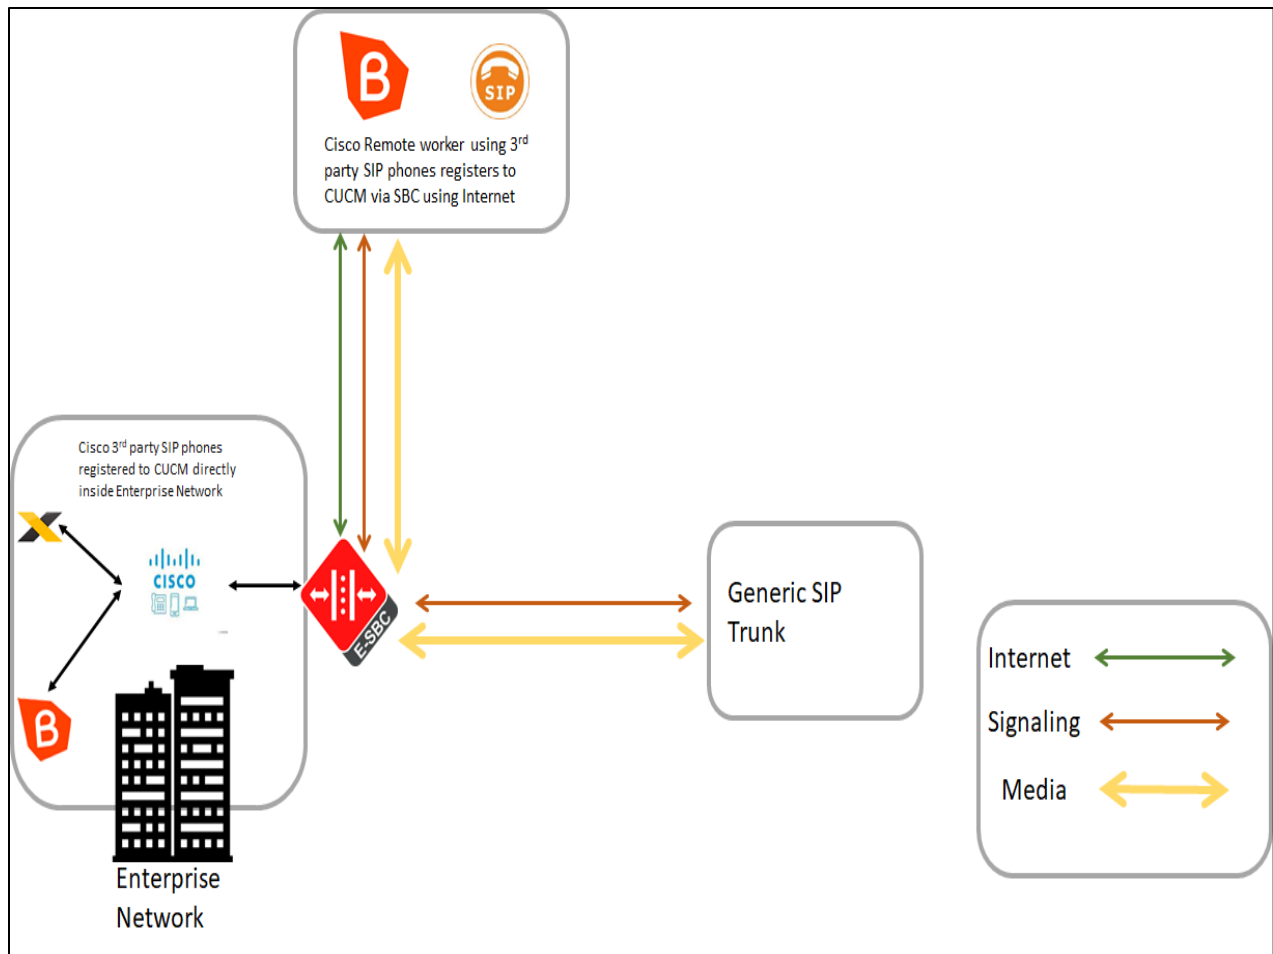 B
SIP
Cisco Remote worker using 3rd
party SIP phones registers to
CUCM via SBC using Internet
Cisco 3rd party SIP phones
registered to CUCM directly
inside Enterprise Network
CISCO
B
E-SBC
Enterprise
Network
Generic SIP
Trunk
Internet
Signaling
Media